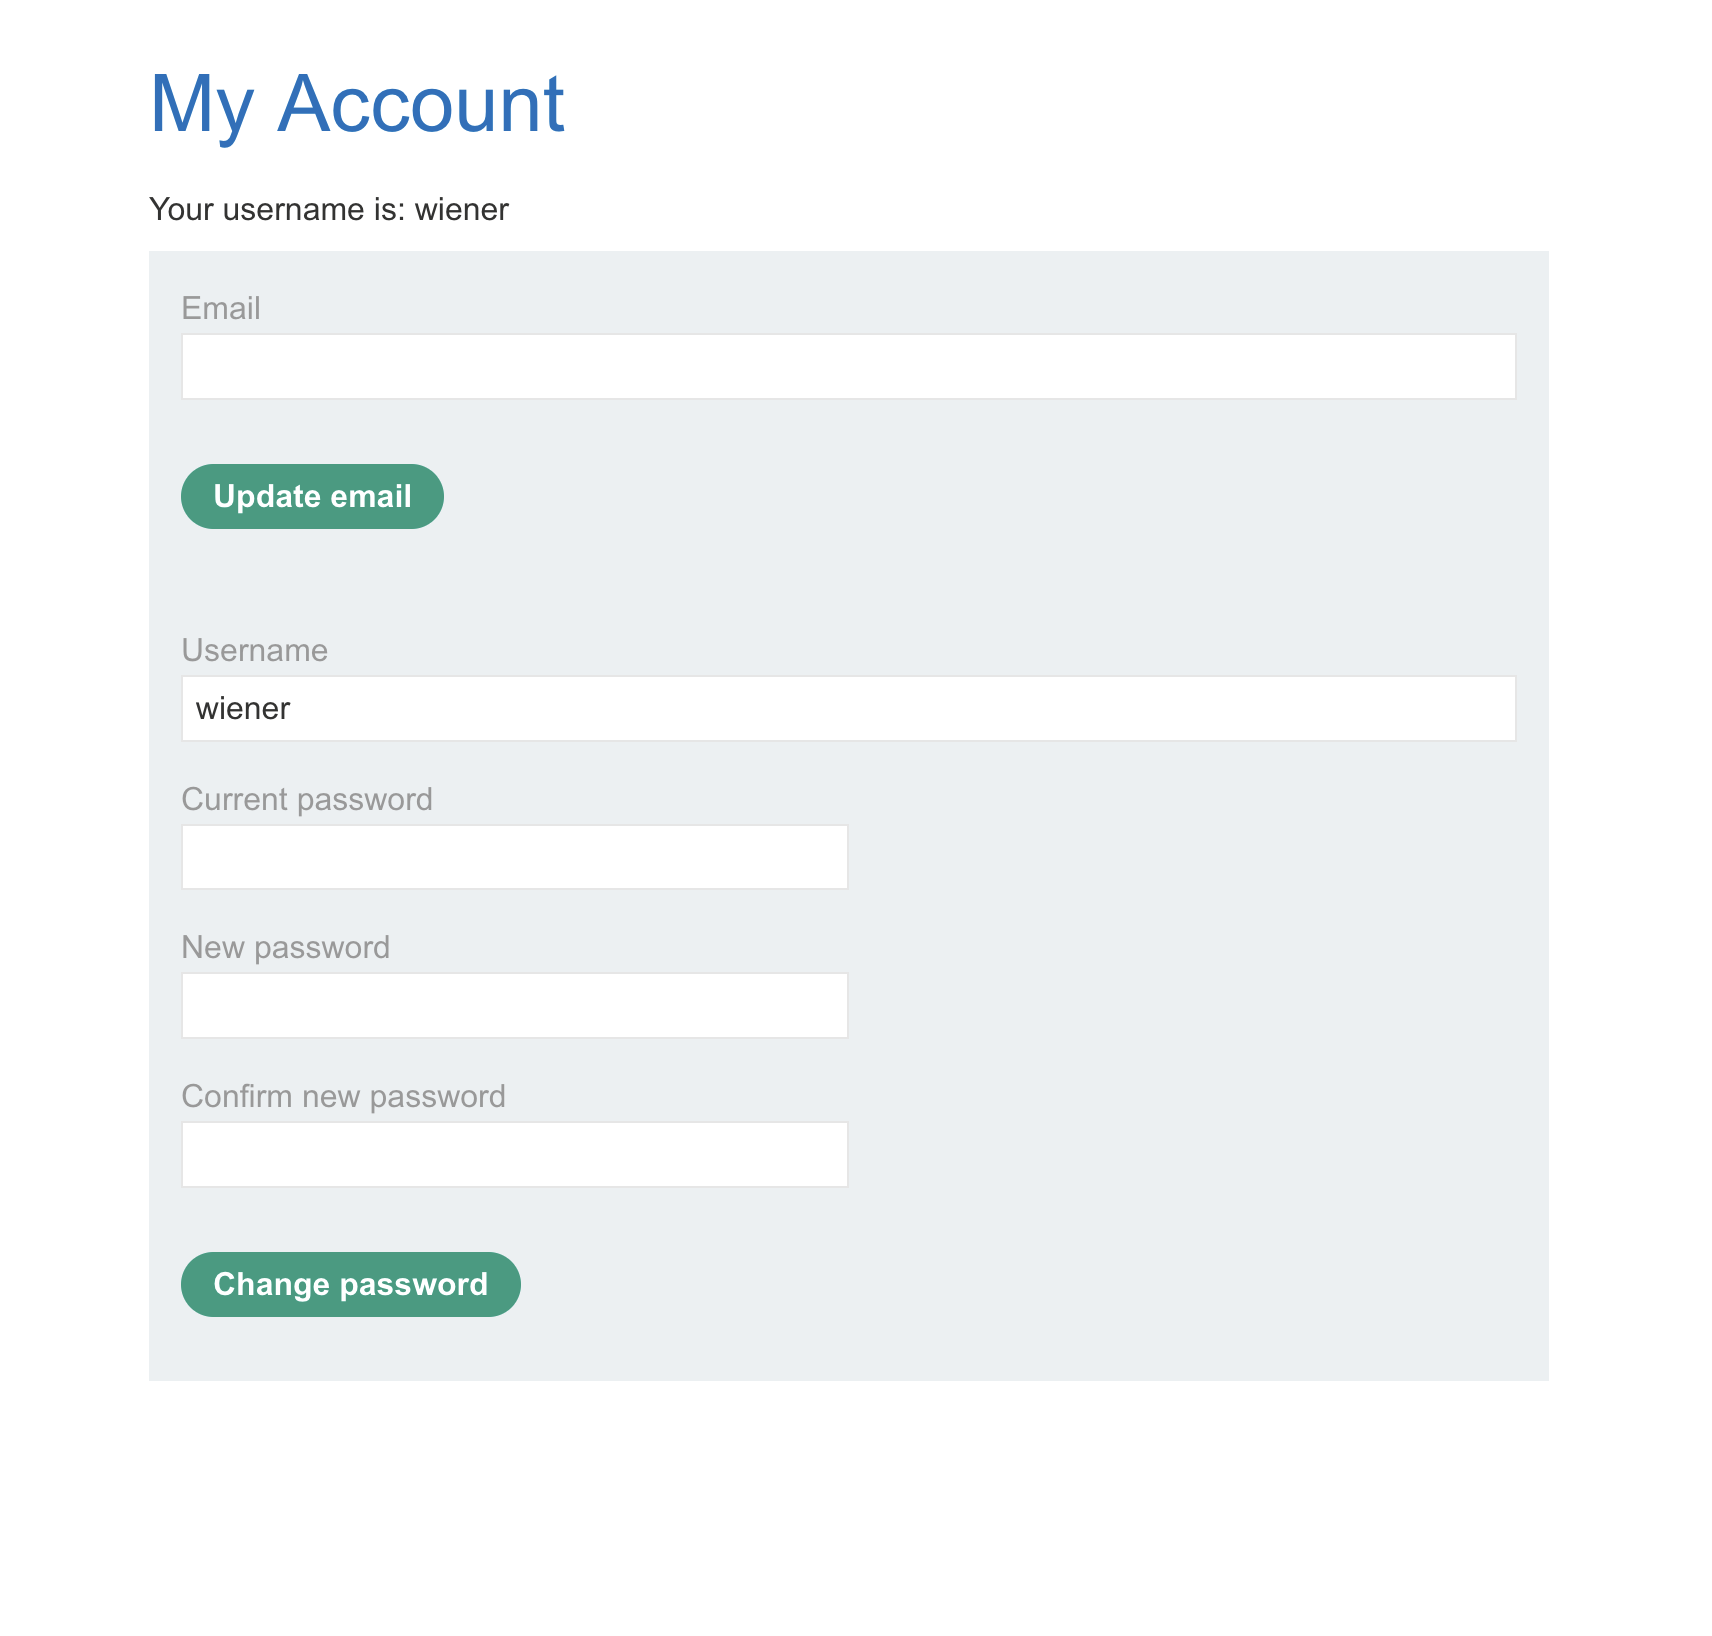 My Account
Your username is: wiener
Email
Update email
Username
wiener
Current password
New password
Confirm new password
Change password